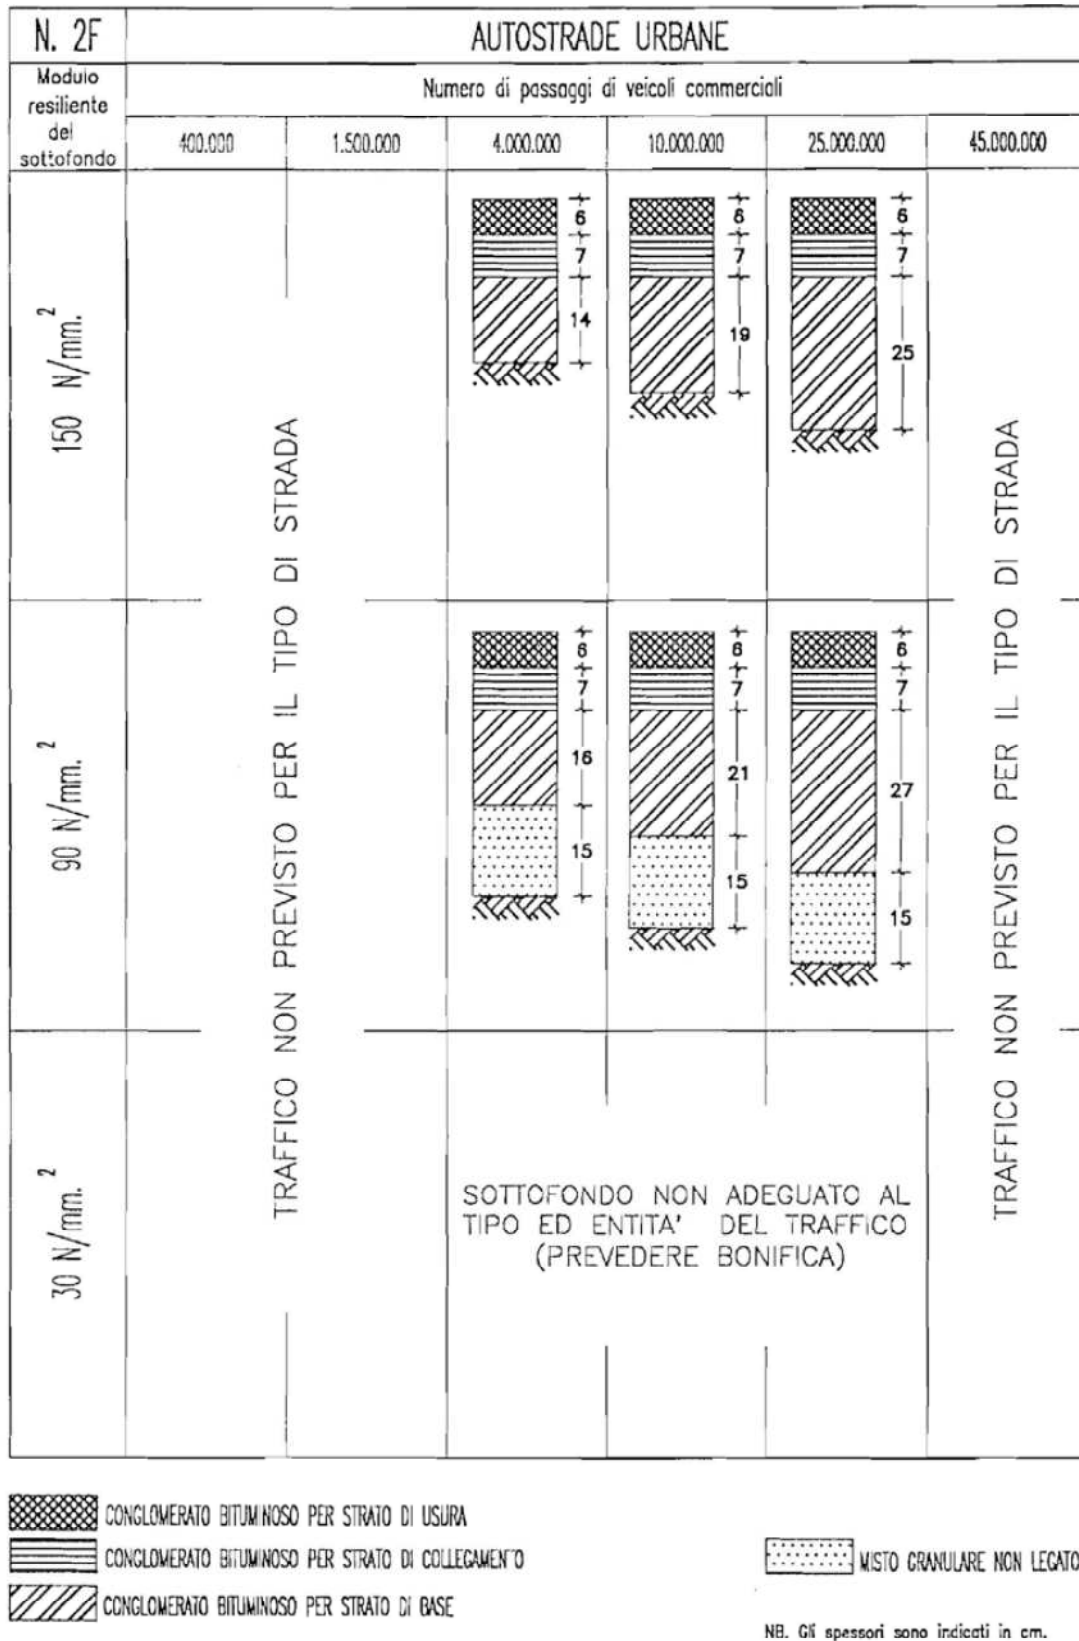 N. 2F
AUTOSTRADE URBANE
Modulo
resiliente
del
sottofondo
Numero di passaggi di veicoli commerciali
400.000
1.500.000
4.000.000
10.000.000
25.000.000
45.000.000
150 N/mm.²
6
7
14
6
7
19
6
7
25
90 N/mm.²
6
7
16
15
6
7
21
15
6
7
27
15
30 N/mm.²
TRAFFICO NON PREVISTO PER IL TIPO DI STRADA
SOTTOFONDO NON ADEGUATO AL
TIPO ED ENTITA' DEL TRAFFICO
(PREVEDERE BONIFICA)
TRAFFICO NON PREVISTO PER IL TIPO DI STRADA
CONGLOMERATO BITUMINOSO PER STRATO DI USURA
CONGLOMERATO BITUMINOSO PER STRATO DI COLLEGAMENTO
CONGLOMERATO BITUMINOSO PER STRATO DI BASE
MISTO GRANULARE NON LEGATO
NB. Gli spessori sono indicati in cm.